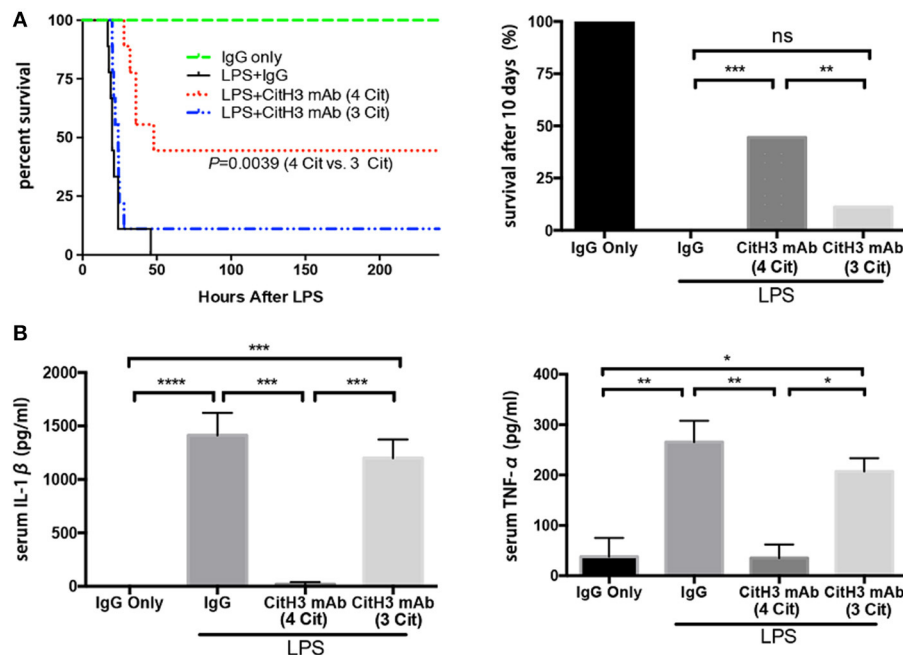 A
percent survival
100
75
50
25
0
IgG only
LPS+IgG
LPS+CitH3 mAb (4 Cit)
LPS+CitH3 mAb (3 Cit)
P=0.0039 (4 Cit vs. 3 Cit)
0 50 100 150 200
Hours After LPS
survival after 10 days (%)
100
75
50
25
0
ns
*** **
IgG Only IgG CitH3 mAb (4 Cit) CitH3 mAb (3 Cit)
LPS
B
serum IL-1 β (pg/ml)
2000
1500
1000
500
0
***
**** *** ***
IgG Only IgG CitH3 mAb (4 Cit) CitH3 mAb (3 Cit)
LPS
serum TNF- α (pg/ml)
400
300
200
100
0
*
** ** *
IgG Only IgG CitH3 mAb (4 Cit) CitH3 mAb (3 Cit)
LPS